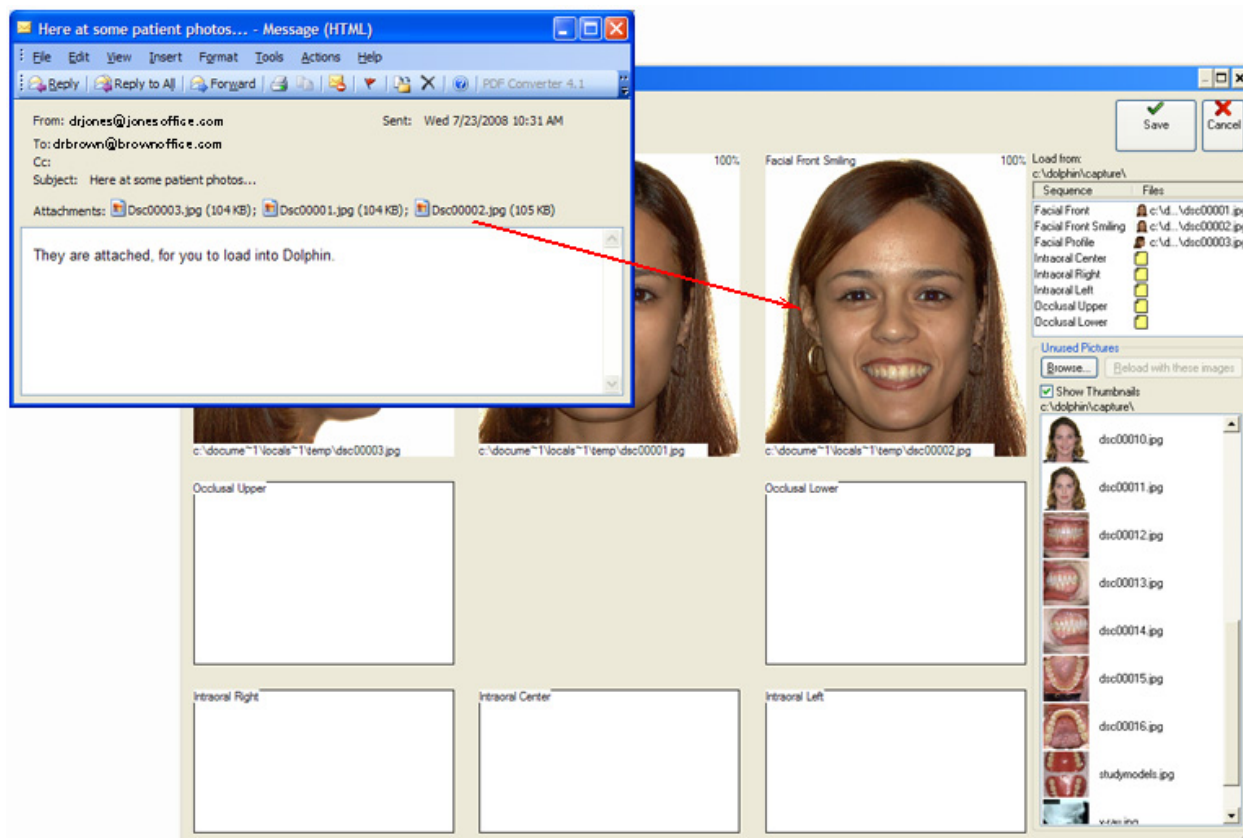 Here at some patient photos... - Message (HTML)
File Edit View Insert Format Tools Actions Help
Reply Reply to All Forward PDF Converter 4.1
From: drjones@jonesoffice.com Sent: Wed 7/23/2008 10:31 AM
To: drbrown@brownoffice.com
Cc:
Subject: Here at some patient photos...
Attachments: Dsc00003.jpg (104 KB); Dsc00001.jpg (104 KB); Dsc00002.jpg (105 KB)
They are attached, for you to load into Dolphin.
Save Cancel
100% Facial Front Smiling 100%
c:\docume~1\locals~1\temp\dsc00003.jpg c:\docume~1\locals~1\temp\dsc00001.jpg c:\docume~1\locals~1\temp\dsc00002.jpg
Occlusal Upper Occlusal Lower
Intraoral Right Intraoral Center Intraoral Left
Load from:
c:\dolphin\capture\
Sequence Files
Facial Front c:\d...\dsc00001.jpg
Facial Front Smiling c:\d...\dsc00002.jpg
Facial Profile c:\d...\dsc00003.jpg
Intraoral Center
Intraoral Right
Intraoral Left
Occlusal Upper
Occlusal Lower
Unused Pictures
Browse... Reload with these images
Show Thumbnails
c:\dolphin\capture\
dsc00010.jpg
dsc00011.jpg
dsc00012.jpg
dsc00013.jpg
dsc00014.jpg
dsc00015.jpg
dsc00016.jpg
studymodels.jpg